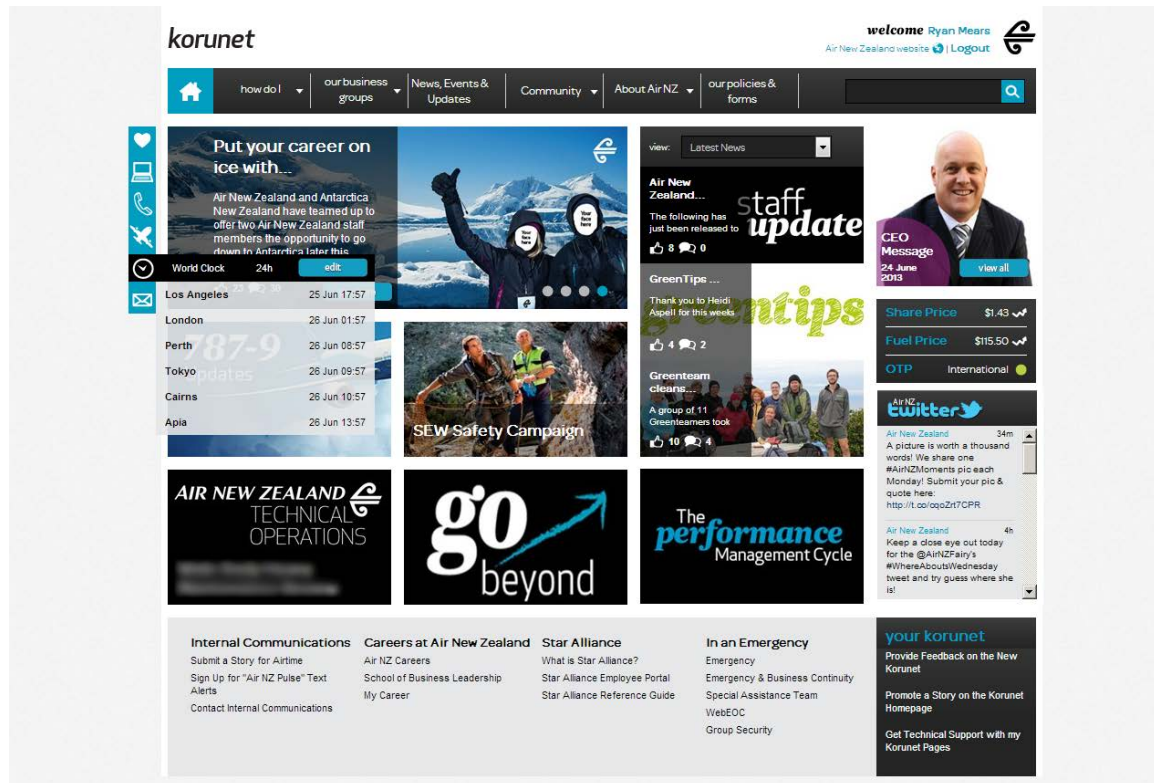 korunet
welcome Ryan Mears
Air New Zealand website | Logout
how do I
our business
groups
News, Events &
Updates
Community
About Air NZ
our policies &
forms
Put your career on
ice with...
Air New Zealand and Antarctica
New Zealand have teamed up to
offer two Air New Zealand staff
members the opportunity to go
down to Antarctica later this
Your
face
here
Your
face
here
World Clock 24h edit
Los Angeles 25 Jun 17:57
London 26 Jun 01:57
Perth 26 Jun 08:57
Tokyo 26 Jun 09:57
Cairns 26 Jun 10:57
Apia 26 Jun 13:57
787-9
updates
SEW Safety Campaign
view: Latest News
Air New
Zealand...
The following has
just been released to
8 0
staff
update
GreenTips ...
Thank you to Heidi
Aspell for this weeks
4 2
greentips
Greenteam
cleans...
A group of 11
Greenteamers took
10 4
CEO
Message
24 June
2013
view all
Share Price $1.43
Fuel Price $115.50
OTP International
Air NZ
twitter
Air New Zealand 34m
A picture is worth a thousand
words! We share one
#AirNZMoments pic each
Monday! Submit your pic &
quote here:
http://t.co/cqoZrt7CPR
Air New Zealand 4h
Keep a close eye out today
for the @AirNZFairy's
#WhereAboutsWednesday
tweet and try guess where she
is!
AIR NEW ZEALAND
TECHNICAL
OPERATIONS
go
beyond
The
performance
Management Cycle
Internal Communications
Submit a Story for Airtime
Sign Up for "Air NZ Pulse" Text
Alerts
Contact Internal Communications
Careers at Air New Zealand
Air NZ Careers
School of Business Leadership
My Career
Star Alliance
What is Star Alliance?
Star Alliance Employee Portal
Star Alliance Reference Guide
In an Emergency
Emergency
Emergency & Business Continuity
Special Assistance Team
WebEOC
Group Security
your korunet
Provide Feedback on the New
Korunet
Promote a Story on the Korunet
Homepage
Get Technical Support with my
Korunet Pages